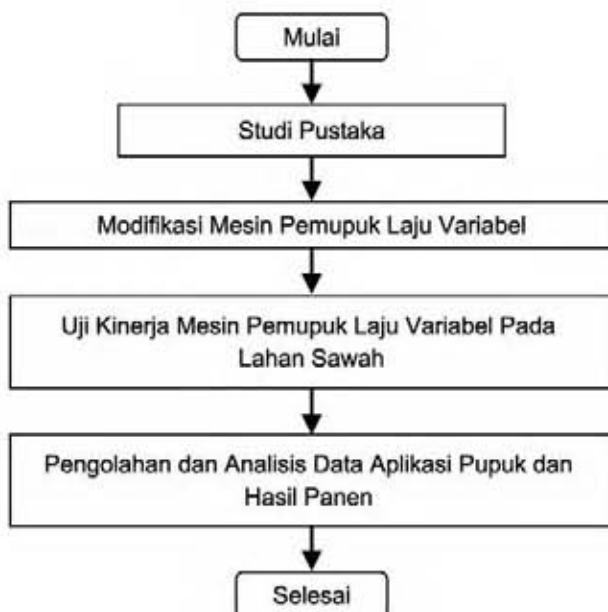 Mulai
Studi Pustaka
Modifikasi Mesin Pemupuk Laju Variabel
Uji Kinerja Mesin Pemupuk Laju Variabel Pada
Lahan Sawah
Pengolahan dan Analisis Data Aplikasi Pupuk dan
Hasil Panen
Selesai